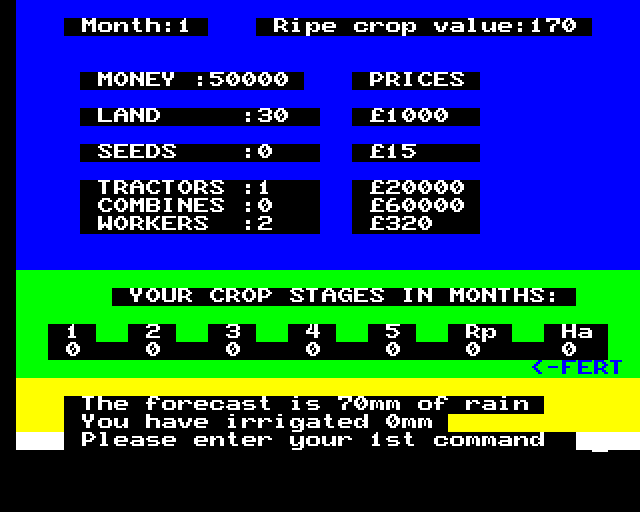 Month:1 Ripe crop value:170
MONEY :50000 PRICES
LAND :30 £1000
SEEDS :0 £15
TRACTORS :1 £20000
COMBINES :0 £60000
WORKERS :2 £320
YOUR CROP STAGES IN MONTHS:
1 2 3 4 5 Rp Ha
0 0 0 0 0 0 0
<-FERT
The forecast is 70mm of rain
You have irrigated 0mm
Please enter your 1st command